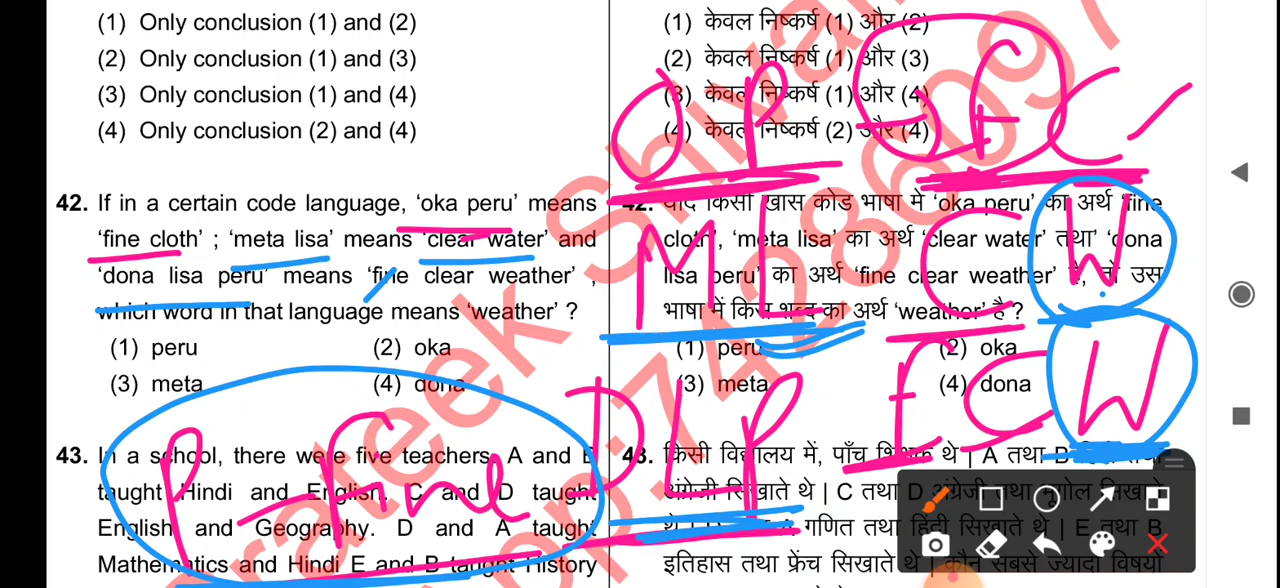 (1) Only conclusion (1) and (2)
(2) Only conclusion (1) and (3)
(3) Only conclusion (1) and (4)
(4) Only conclusion (2) and (4)
42. If in a certain code language, ‘oka peru’ means
‘fine cloth’ ; ‘meta lisa’ means ‘clear water’ and
‘dona lisa peru’ means ‘fine clear weather’ ,
which word in that language means ‘weather’ ?
(1) peru (2) oka
(3) meta (4) dona
43. In a school, there were five teachers. A and B
taught Hindi and English. C and D taught
English and Geography. D and A taught
Mathematics and Hindi E and B taught History
(1) केवल निष्कर्ष (1) और (2)
(2) केवल निष्कर्ष (1) और (3)
(3) केवल निष्कर्ष (1) और (4)
(4) केवल निष्कर्ष (2) और (4)
42. यदि किसी खास कोड भाषा में ‘oka peru’ का अर्थ ‘fine
cloth’, ‘meta lisa’ का अर्थ ‘clear water’ तथा’ ‘dona
lisa peru’ का अर्थ ‘fine clear weather’ है, तो उस
भाषा में किस शब्द का अर्थ ‘weather’ है ?
(1) peru (2) oka
(3) meta (4) dona
43. किसी विद्यालय में, पाँच शिक्षक थे | A तथा B
अंग्रेजी सिखाते थे | C तथा D अंग्रेजी तथा भूगोल सिखाते
थे | गणित तथा हिंदी सिखाते थे | E तथा B
इतिहास तथा फ्रेंच सिखाते थे | कौन सबसे ज्यादा विषयों
O P F C
M L C W
D L P F C W
P - fine
Prateek Shivam